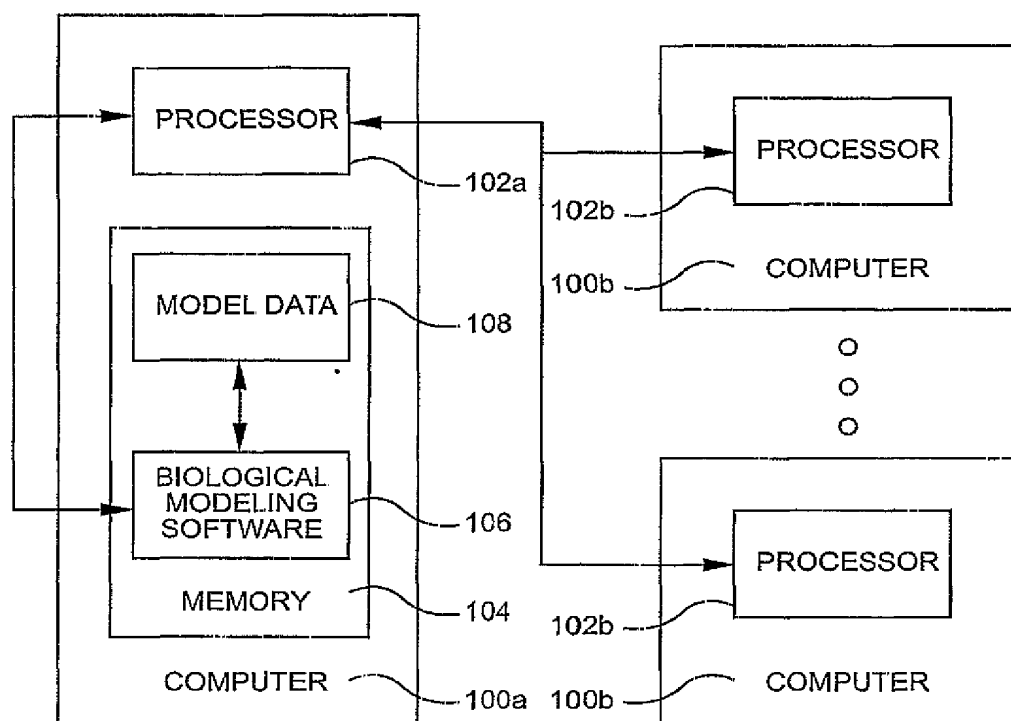 PROCESSOR
102a
MODEL DATA
108
BIOLOGICAL
MODELING
SOFTWARE
106
MEMORY
104
COMPUTER
100a
PROCESSOR
102b
COMPUTER
100b
PROCESSOR
102b
COMPUTER
100b